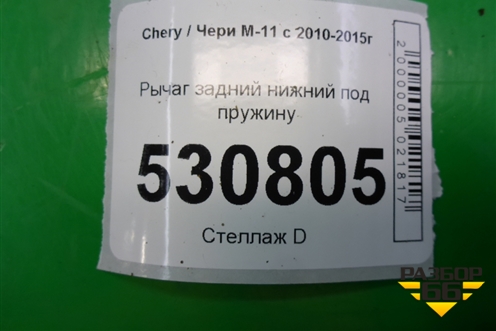 Chery / Чери М-11 с 2010-2015г
Рычаг задний нижний под
пружину
530805
Стеллаж D
2000005021817
РАЗБОР
66